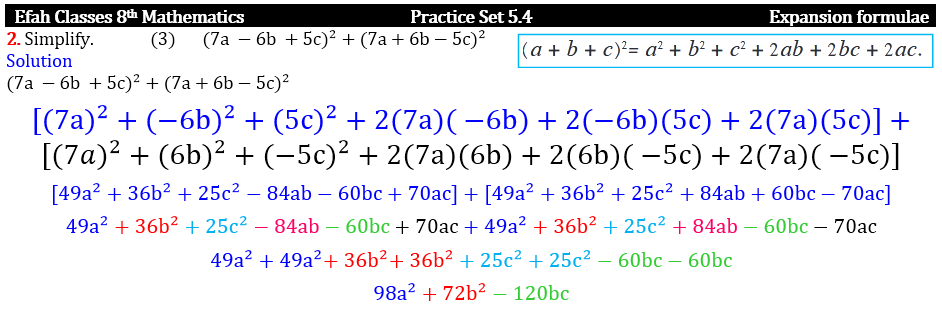 Efah Classes 8th Mathematics Practice Set 5.4 Expansion formulae
2. Simplify. (3) (7a − 6b + 5c)² + (7a + 6b − 5c)²
(a + b + c)²= a² + b² + c² + 2ab + 2bc + 2ac.
Solution
(7a − 6b + 5c)² + (7a + 6b − 5c)²
[(7a)² + (−6b)² + (5c)² + 2(7a)( −6b) + 2(−6b)(5c) + 2(7a)(5c)] +
[(7a)² + (6b)² + (−5c)² + 2(7a)(6b) + 2(6b)( −5c) + 2(7a)( −5c)]
[49a² + 36b² + 25c² − 84ab − 60bc + 70ac] + [49a² + 36b² + 25c² + 84ab + 60bc − 70ac]
49a² + 36b² + 25c² − 84ab − 60bc + 70ac + 49a² + 36b² + 25c² + 84ab − 60bc − 70ac
49a² + 49a² + 36b² + 36b² + 25c² + 25c² − 60bc − 60bc
98a² + 72b² − 120bc